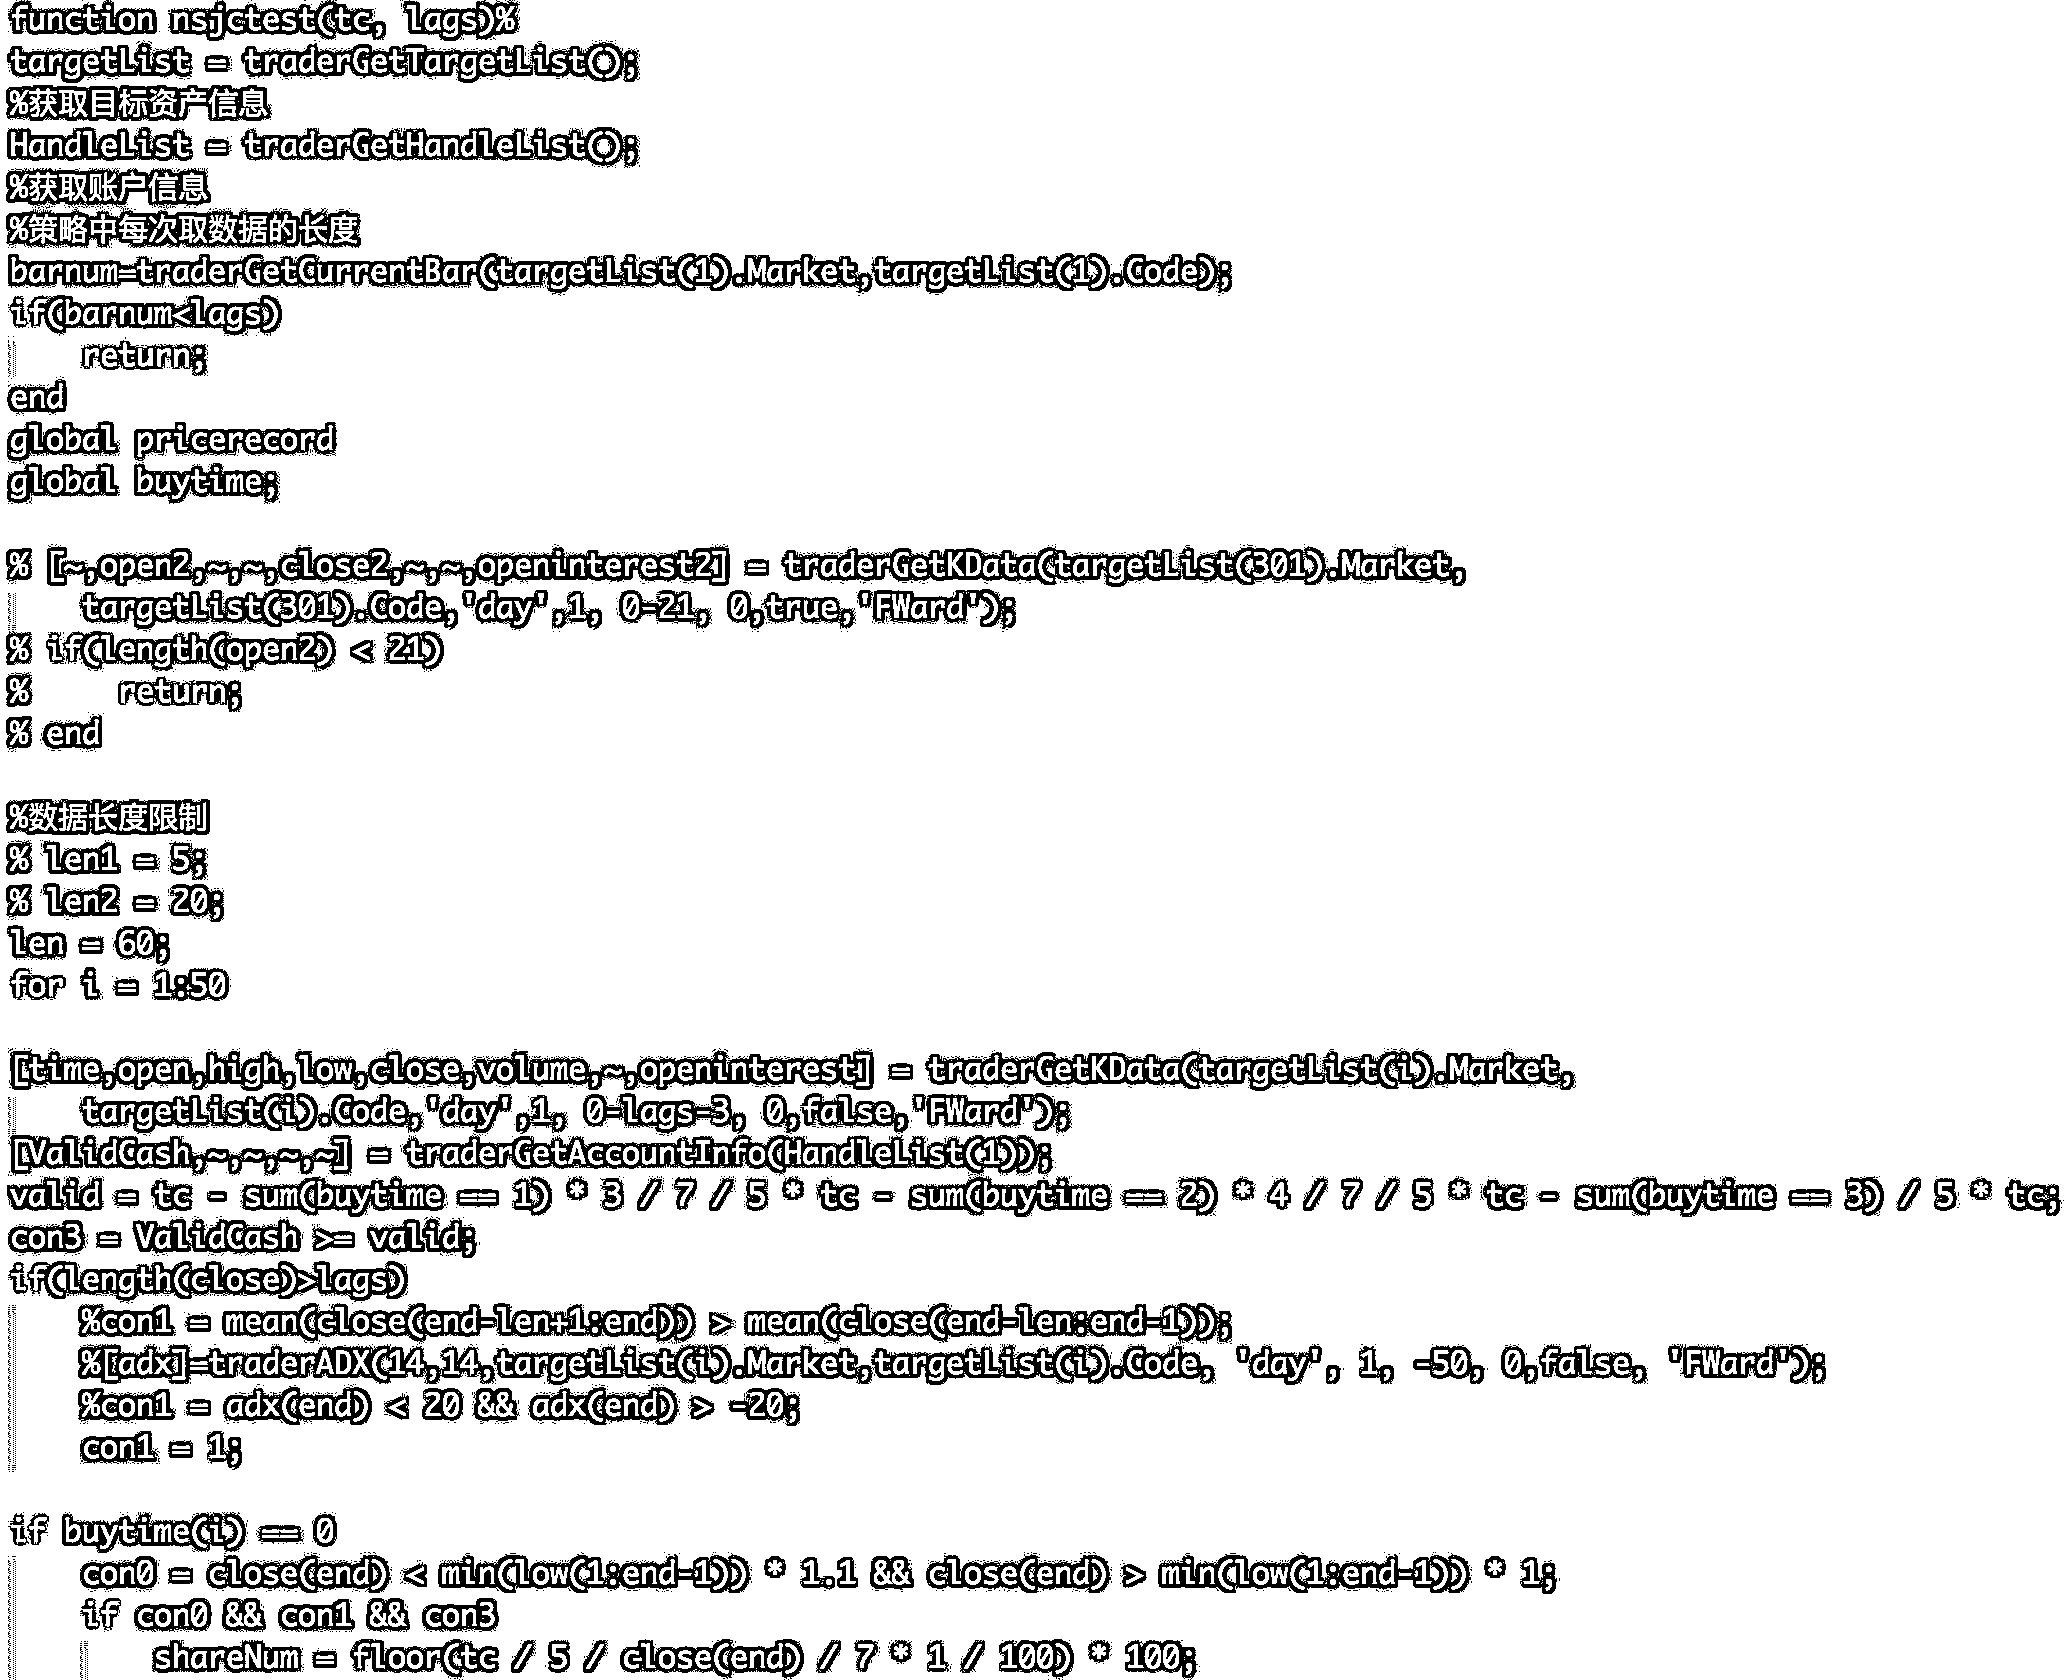 function nsjctest(tc, lags)%
targetList = traderGetTargetList();
%获取目标资产信息
HandleList = traderGetHandleList();
%获取账户信息
%策略中每次取数据的长度
barnum=traderGetCurrentBar(targetList(1).Market,targetList(1).Code);
if(barnum<lags)
    return;
end
global pricerecord
global buytime;

% [~,open2,~,~,close2,~,~,openinterest2] = traderGetKData(targetList(301).Market,
    targetList(301).Code,'day',1, 0-21, 0,true,'FWard');
% if(length(open2) < 21)
%     return;
% end

%数据长度限制
% len1 = 5;
% len2 = 20;
len = 60;
for i = 1:50

[time,open,high,low,close,volume,~,openinterest] = traderGetKData(targetList(i).Market,
    targetList(i).Code,'day',1, 0-lags-3, 0,false,'FWard');
[ValidCash,~,~,~,~] = traderGetAccountInfo(HandleList(1));
valid = tc - sum(buytime == 1) * 3 / 7 / 5 * tc - sum(buytime == 2) * 4 / 7 / 5 * tc - sum(buytime == 3) / 5 * tc;
con3 = ValidCash >= valid;
if(length(close)>lags)
    %con1 = mean(close(end-len+1:end)) > mean(close(end-len:end-1));
    %[adx]=traderADX(14,14,targetList(i).Market,targetList(i).Code, 'day', 1, -50, 0,false, 'FWard');
    %con1 = adx(end) < 20 && adx(end) > -20;
    con1 = 1;

if buytime(i) == 0
    con0 = close(end) < min(low(1:end-1)) * 1.1 && close(end) > min(low(1:end-1)) * 1;
    if con0 && con1 && con3
        shareNum = floor(tc / 5 / close(end) / 7 * 1 / 100) * 100;